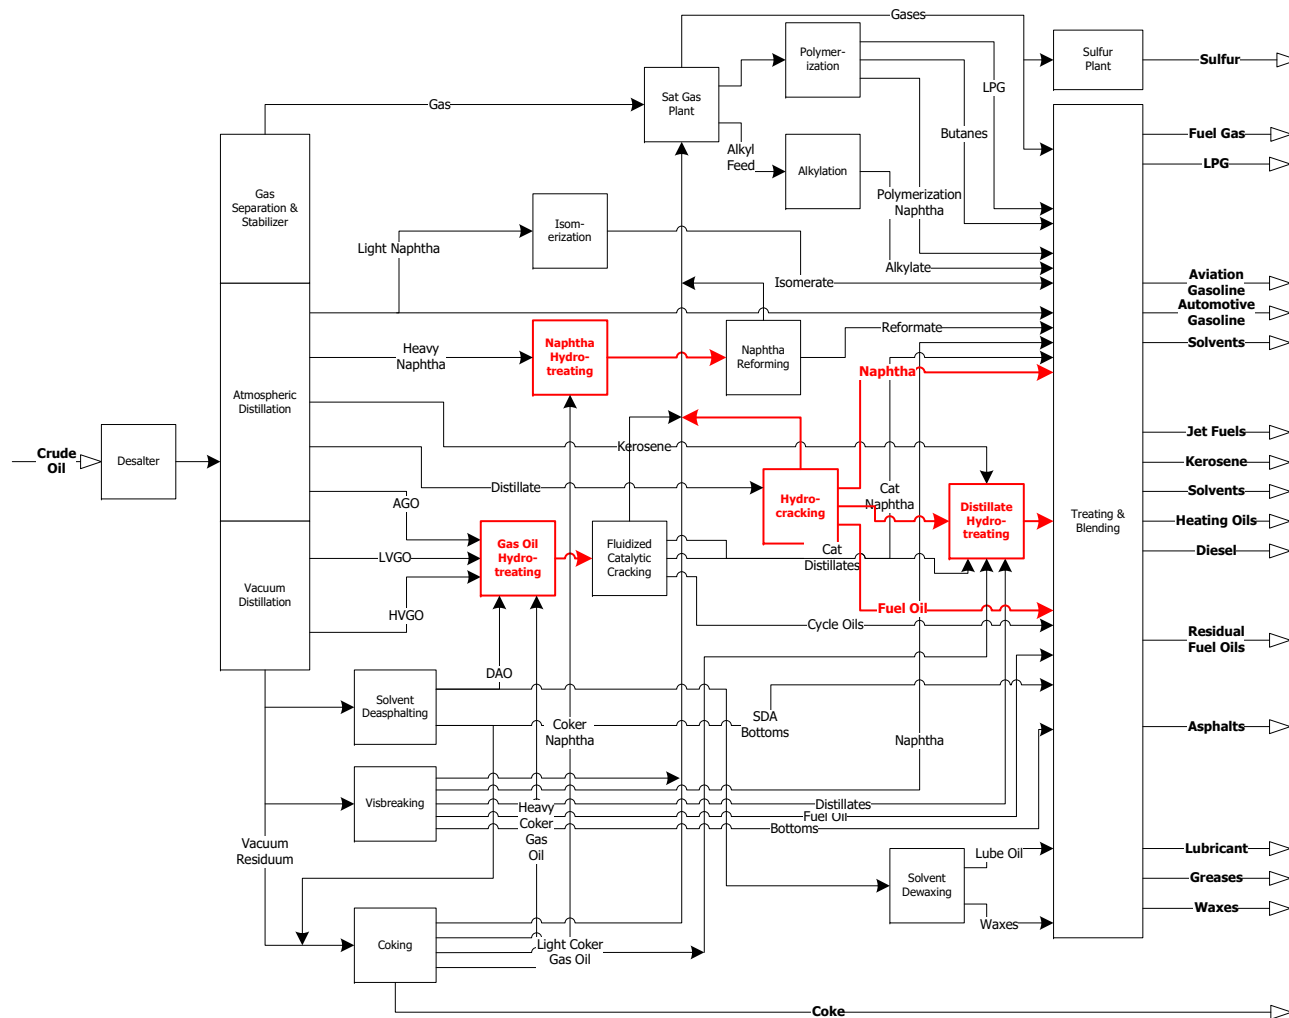 Gases
Polymer-
ization
Sulfur
Plant
Sulfur
LPG
Gas
Sat Gas
Plant
Butanes
Fuel Gas
LPG
Alkyl
Feed
Alkylation
Polymerization
Naphtha
Gas
Separation &
Stabilizer
Isom-
erization
Light Naphtha
Alkylate
Isomerate
Aviation
Gasoline
Automotive
Gasoline
Reformate
Solvents
Heavy
Naphtha
Naphtha
Hydro-
treating
Naphtha
Reforming
Naphtha
Atmospheric
Distillation
Kerosene
Jet Fuels
Crude
Oil
Desalter
Kerosene
Distillate
Hydro-
cracking
Cat
Naphtha
Distillate
Hydro-
treating
Treating &
Blending
Solvents
AGO
Heating Oils
Gas Oil
Hydro-
treating
Fluidized
Catalytic
Cracking
Cat
Distillates
Diesel
LVGO
Vacuum
Distillation
HVGO
Fuel Oil
Cycle Oils
Residual
Fuel Oils
DAO
Solvent
Deasphalting
Coker
Naphtha
SDA
Bottoms
Asphalts
Naphtha
Visbreaking
Heavy
Coker
Gas
Oil
Distillates
Fuel Oil
Bottoms
Vacuum
Residuum
Lube Oil
Lubricant
Solvent
Dewaxing
Greases
Waxes
Waxes
Coking
Light Coker
Gas Oil
Coke